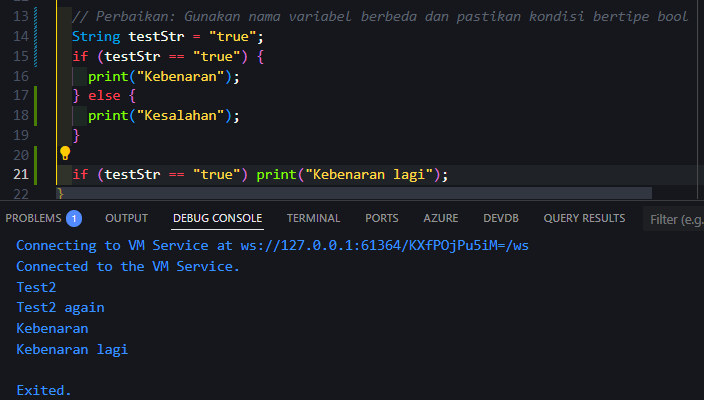 13 // Perbaikan: Gunakan nama variabel berbeda dan pastikan kondisi bertipe bool
14 String testStr = "true";
15 if (testStr == "true") {
16 print("Kebenaran");
17 } else {
18 print("Kesalahan");
19 }
20
21 if (testStr == "true") print("Kebenaran lagi");
22 }
PROBLEMS 1 OUTPUT DEBUG CONSOLE TERMINAL PORTS AZURE DEVDB QUERY RESULTS Filter (e.g.
Connecting to VM Service at ws://127.0.0.1:61364/KXfPOjPu5iM=/ws
Connected to the VM Service.
Test2
Test2 again
Kebenaran
Kebenaran lagi
Exited.